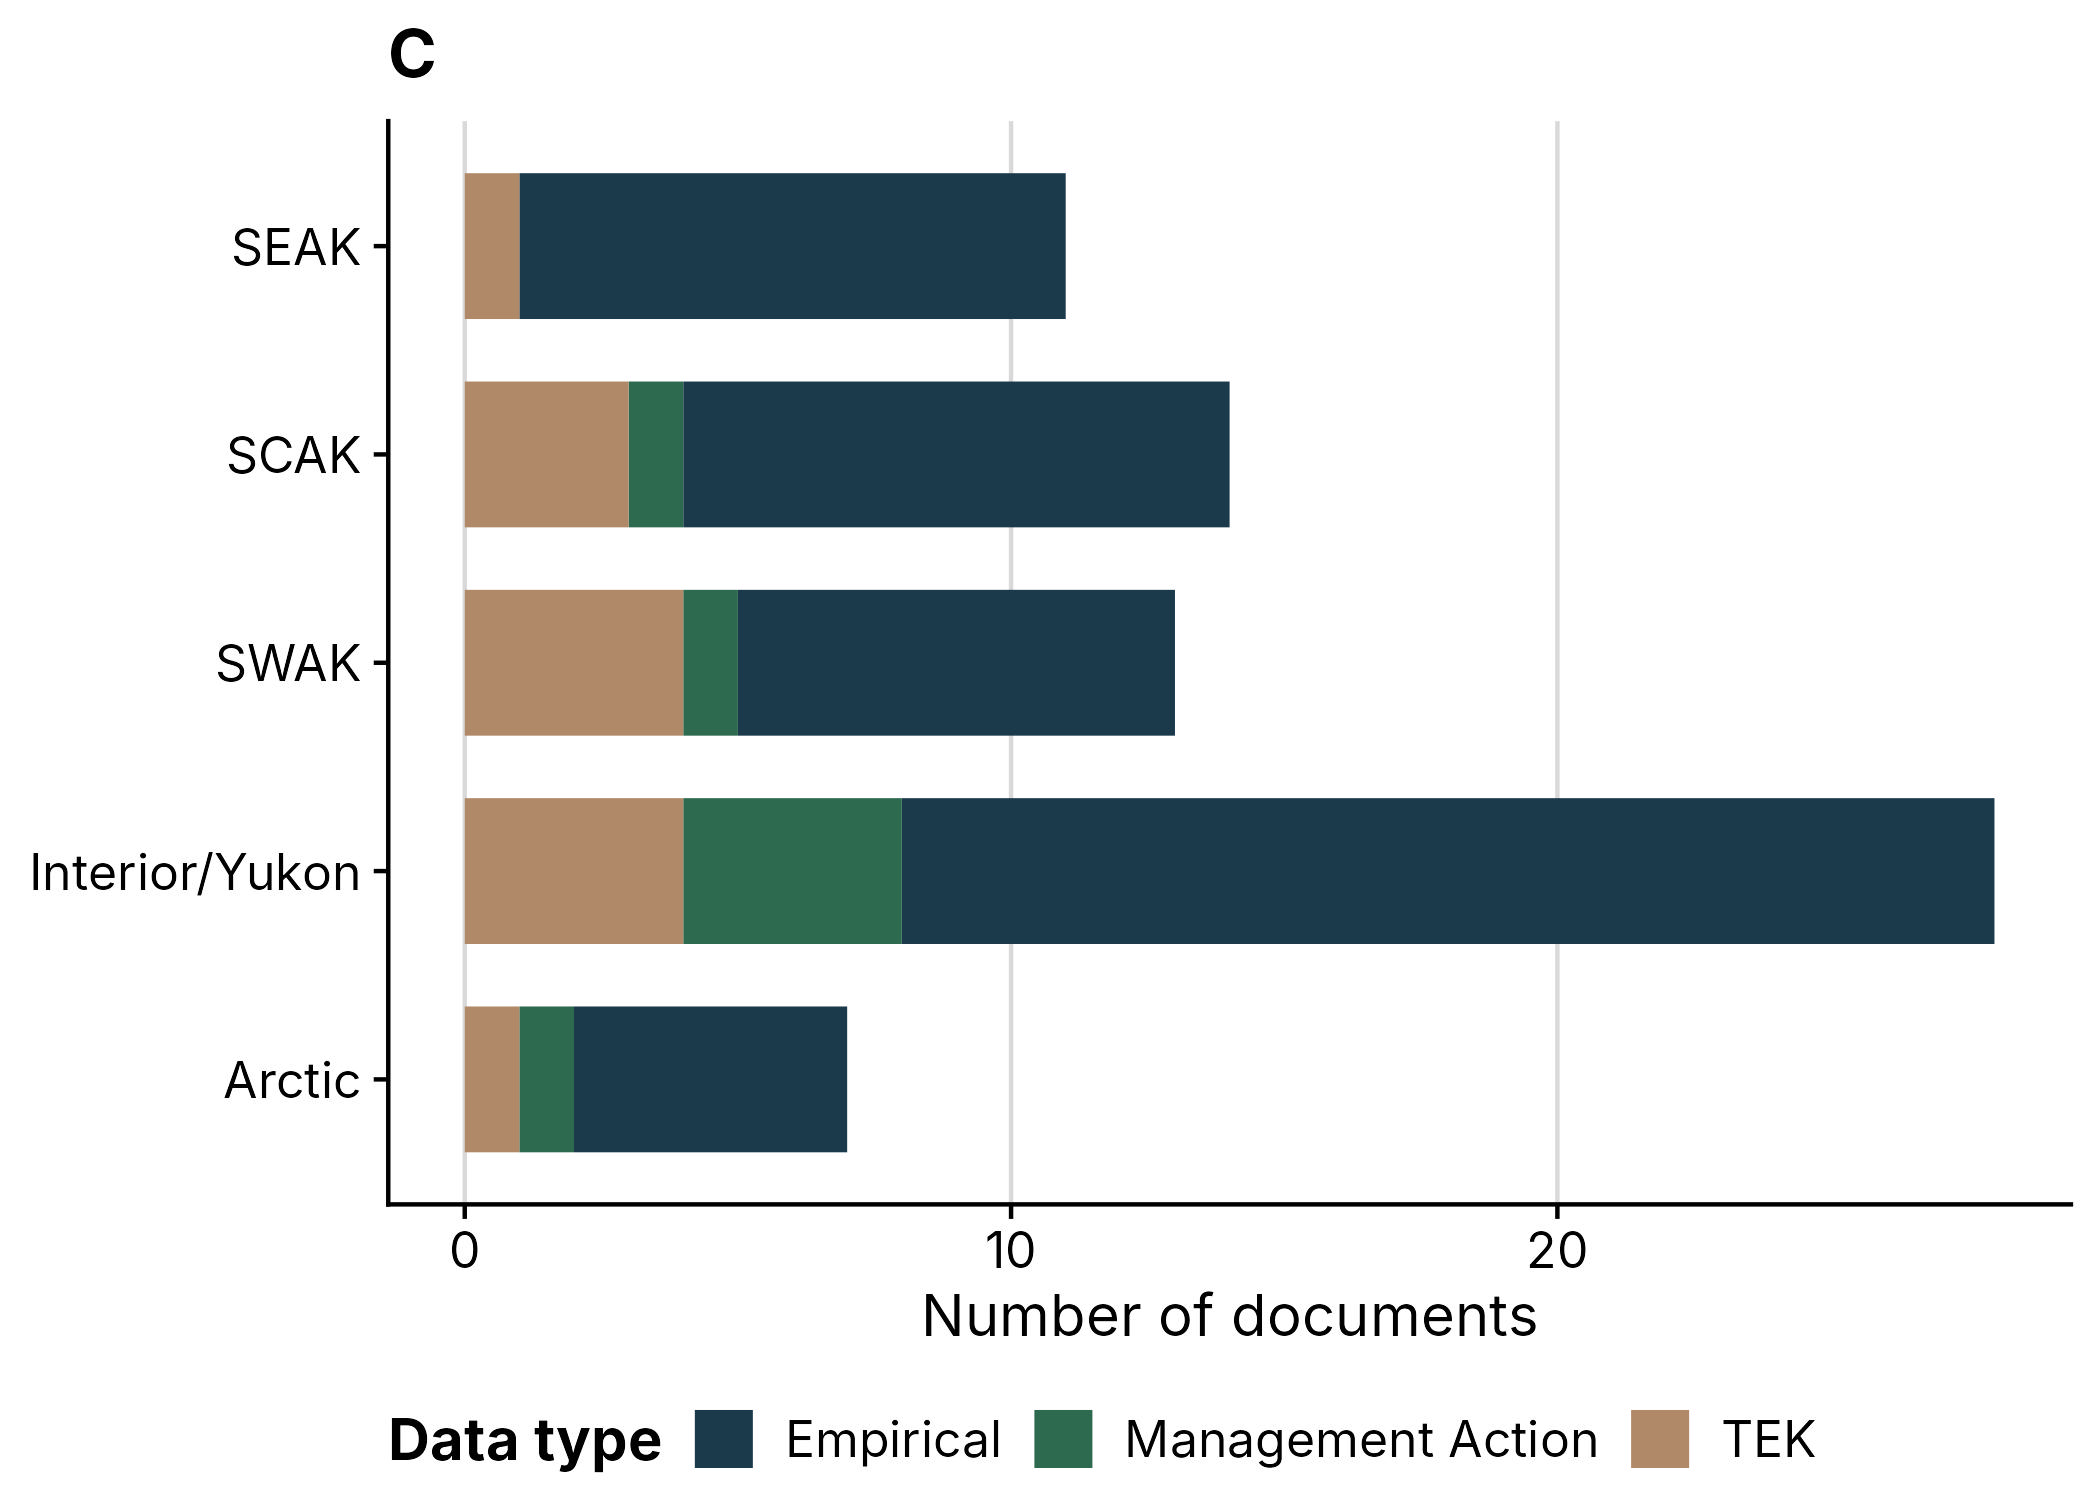 C
SEAK
SCAK
SWAK
Interior/Yukon
Arctic
0 10 20
Number of documents
Data type Empirical Management Action TEK